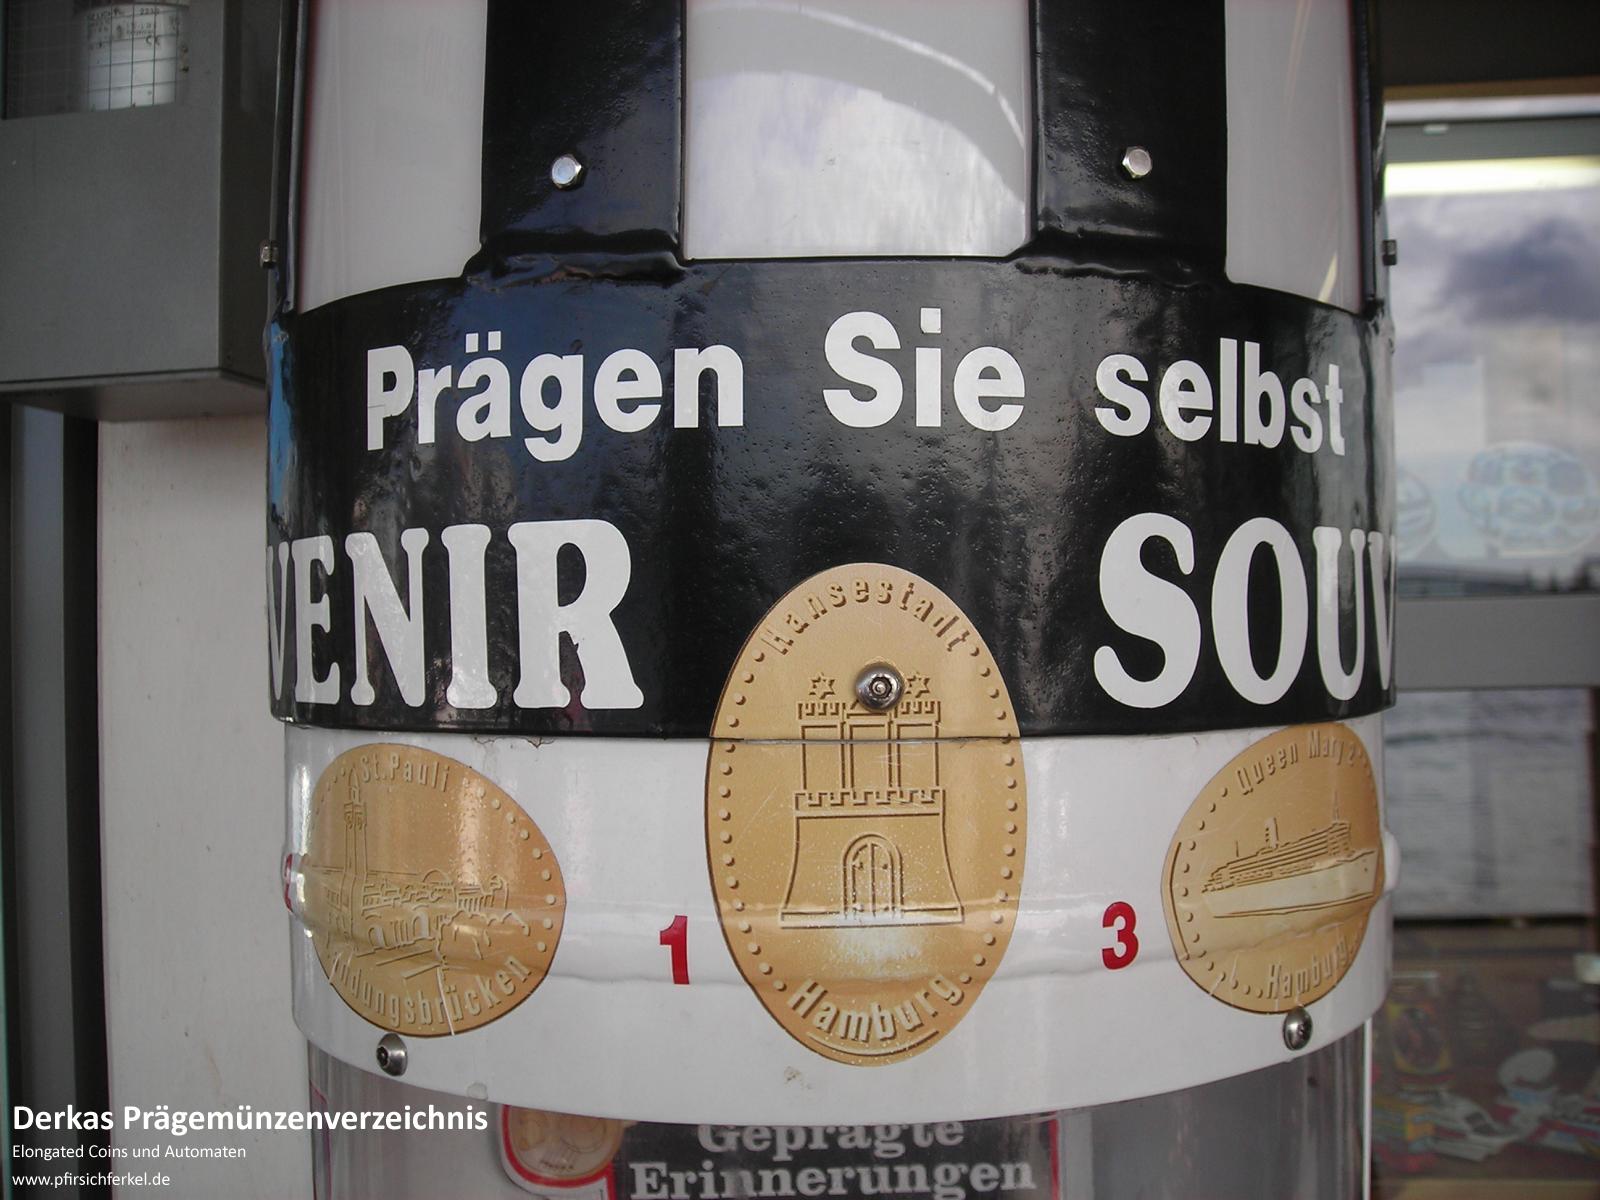 Prägen Sie selbst
VENIR
SOUV
Hansestadt
Hamburg
St. Pauli
Queen Mary 2
Hamburg
1
3
Derkas Prägemünzenverzeichnis
Elongated Coins und Automaten
www.pfirsichferkel.de
Geprägte
Erinnerungen